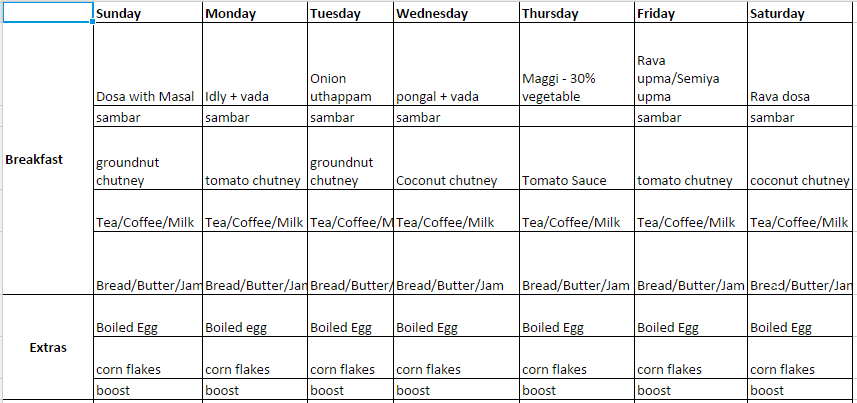 Sunday Monday Tuesday Wednesday Thursday Friday Saturday
Rava
Onion upma/Semiya
Maggi - 30%
Dosa with Masal Idly + vada uthappam pongal + vada vegetable upma Rava dosa
sambar sambar sambar sambar sambar sambar
Breakfast
groundnut groundnut
chutney tomato chutney chutney Coconut chutney Tomato Sauce tomato chutney coconut chutney
Tea/Coffee/Milk Tea/Coffee/Milk Tea/Coffee/M Tea/Coffee/Milk Tea/Coffee/Milk Tea/Coffee/Milk Tea/Coffee/Milk
Bread/Butter/Jam Bread/Butter/Jan Bread/Butter/ Bread/Butter/Jam Bread/Butter/Jam Bread/Butter/Jam Bread/Butter/Jan
Boiled Egg Boiled egg Boiled Egg Boiled Egg Boiled Egg Boiled Egg Boiled Egg
Extras
corn flakes corn flakes corn flakes corn flakes corn flakes corn flakes corn flakes
boost boost boost boost boost boost boost